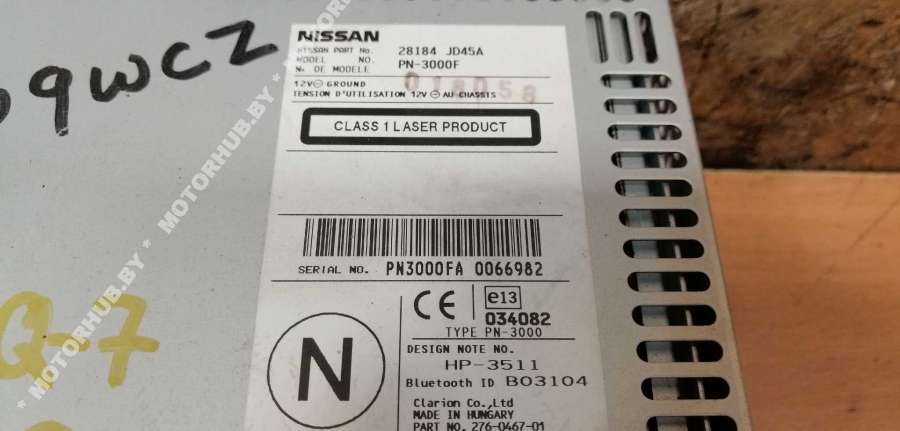 9WCZ
NISSAN
NISSAN PART No. 28184 JD45A
MODEL NO. PN-3000F
No. DE MODELE
12V ⊖ GROUND
TENSION D'UTILISATION 12V ⊖ AU CHASSIS
018058
CLASS 1 LASER PRODUCT
SERIAL NO. PN3000FA 0066982
CE e13
034082
TYPE PN-3000
N
DESIGN NOTE NO.
HP-3511
Bluetooth ID B03104
Clarion Co.,Ltd
MADE IN HUNGARY
PART NO. 276-0467-01
Q-7
* MOTORHUB.BY * MOTORHUB.BY *